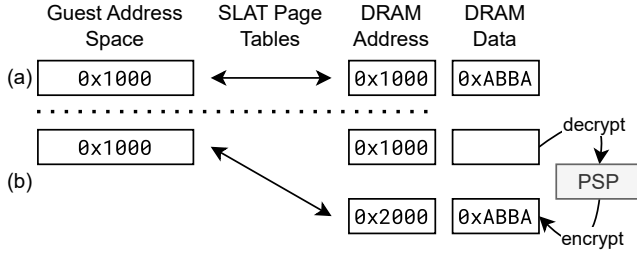 Guest Address Space
SLAT Page Tables
DRAM Address
DRAM Data
(a)
0x1000
0x1000
0xABBA
(b)
0x1000
0x1000
decrypt
PSP
0x2000
0xABBA
encrypt